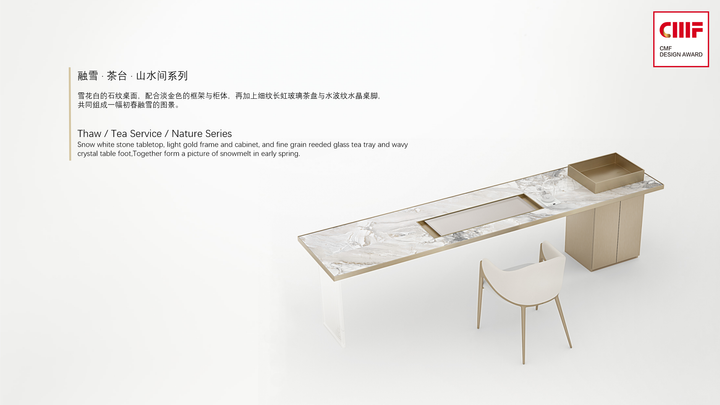 CMF
CMF
DESIGN AWARD
融雪 · 茶台 · 山水间系列
雪花白的石纹桌面，配合淡金色的框架与柜体，再加上细纹长虹玻璃茶盘与水波纹水晶桌脚，
共同组成一幅初春融雪的图景。
Thaw / Tea Service / Nature Series
Snow white stone tabletop, light gold frame and cabinet, and fine grain reeded glass tea tray and wavy
crystal table foot,Together form a picture of snowmelt in early spring.